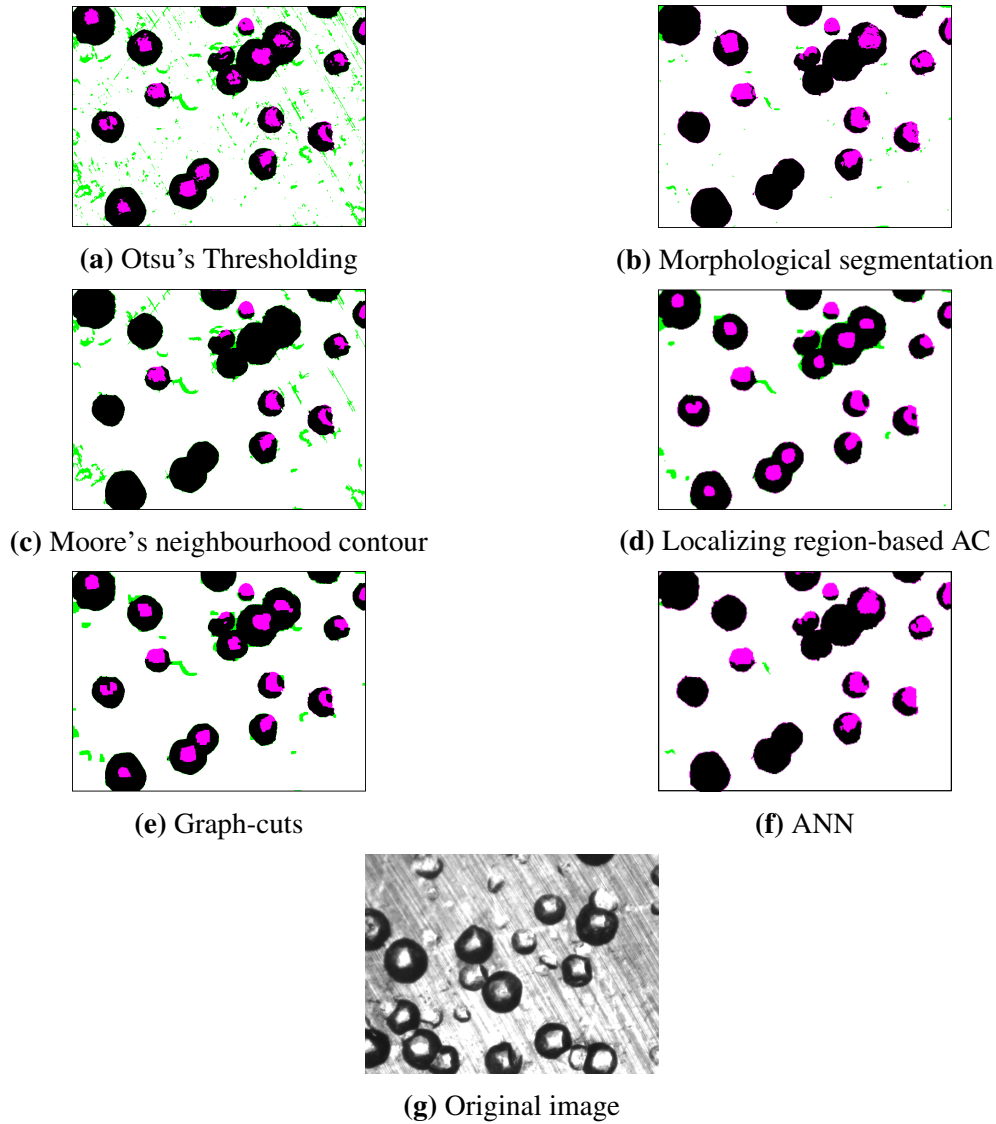 (a) Otsu's Thresholding
(b) Morphological segmentation
(c) Moore's neighbourhood contour
(d) Localizing region-based AC
(e) Graph-cuts
(f) ANN
(g) Original image